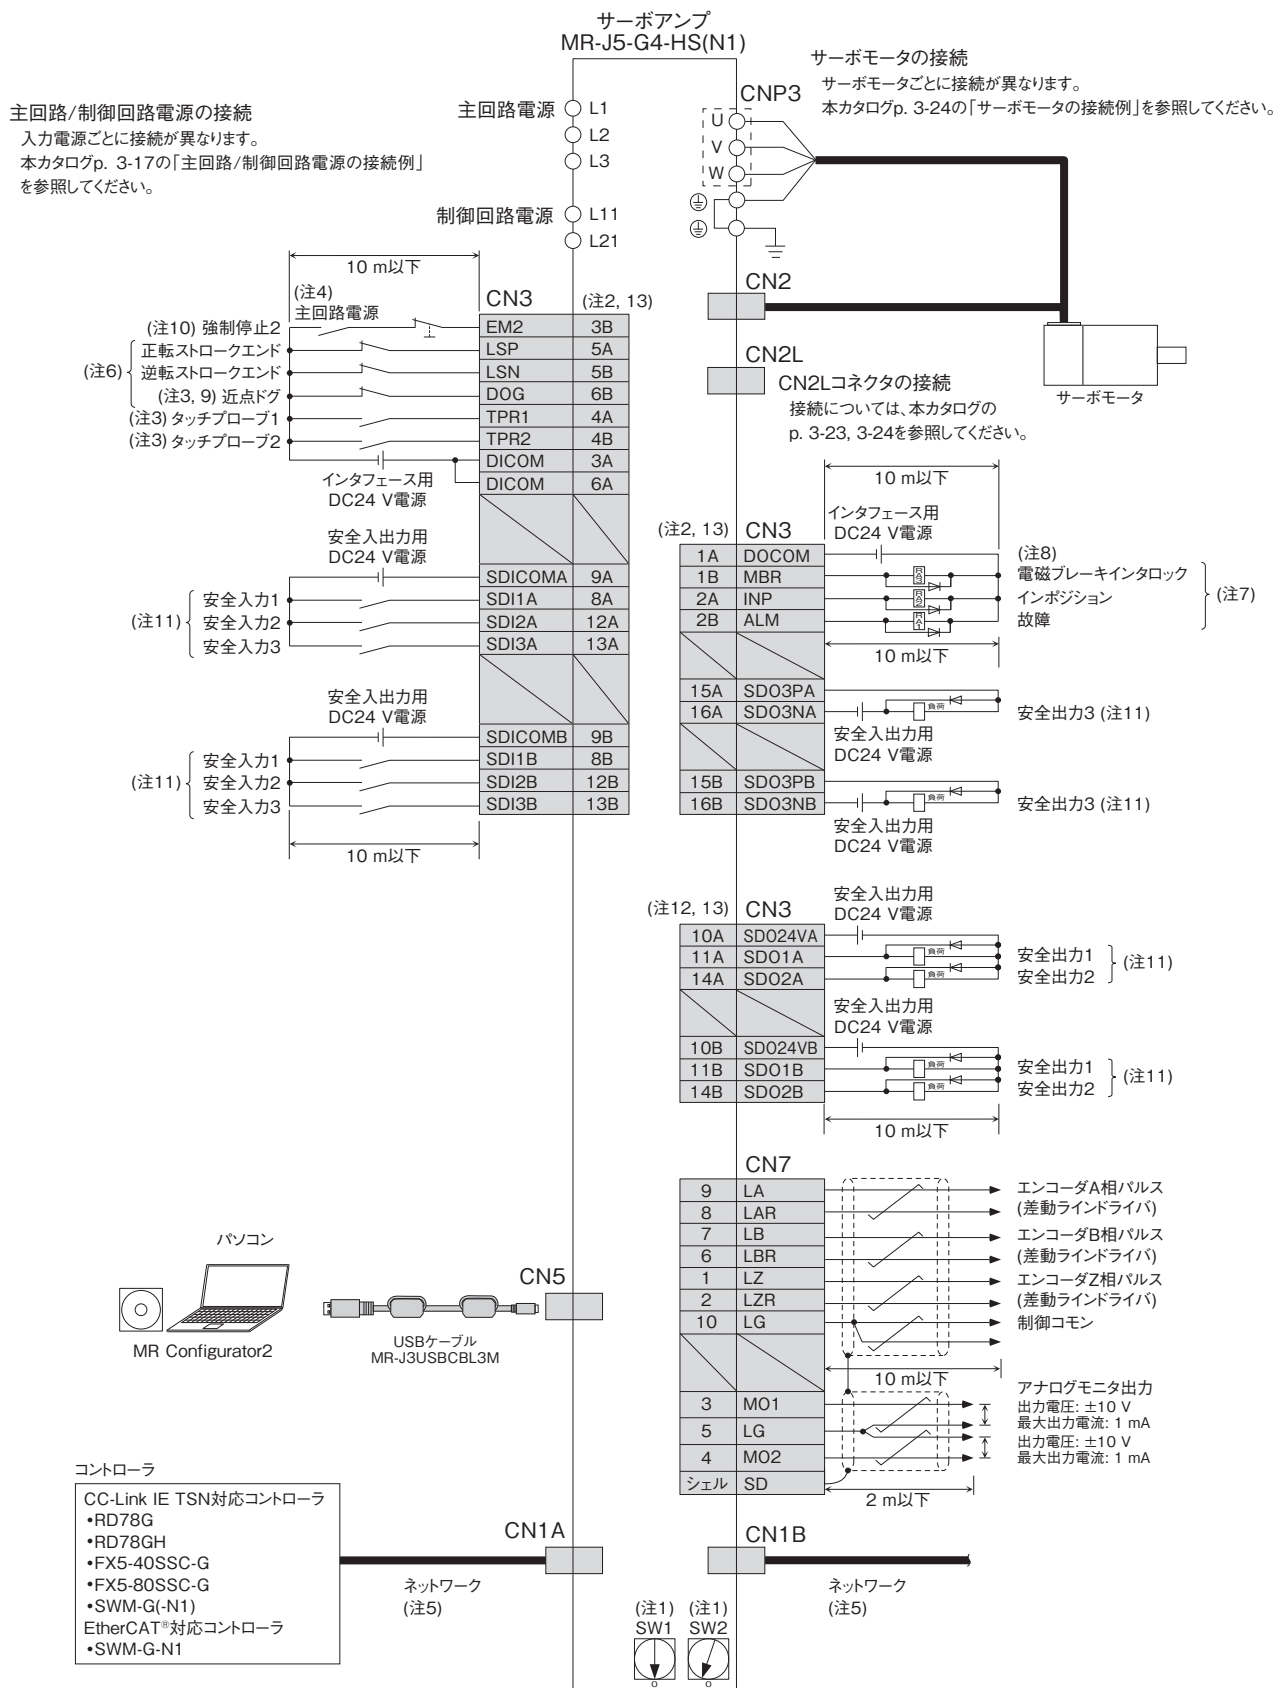 サーボアンプ
MR-J5-G4-HS(N1)
主回路/制御回路電源の接続
入力電源ごとに接続が異なります。
本カタログp. 3-17の「主回路/制御回路電源の接続例」
を参照してください。
主回路電源
L1
L2
L3
制御回路電源
L11
L21
サーボモータの接続
サーボモータごとに接続が異なります。
本カタログp. 3-24の「サーボモータの接続例」を参照してください。
CNP3
U
V
W
CN2
CN2L
CN2Lコネクタの接続
接続については、本カタログの
p. 3-23, 3-24を参照してください。
サーボモータ
10 m以下
(注4)
主回路電源
CN3 (注2, 13)
(注10) 強制停止2 EM2 3B
正転ストロークエンド LSP 5A
(注6) 逆転ストロークエンド LSN 5B
(注3, 9) 近点ドグ DOG 6B
(注3) タッチプローブ1 TPR1 4A
(注3) タッチプローブ2 TPR2 4B
DICOM 3A
DICOM 6A
インタフェース用
DC24 V電源
安全入出力用
DC24 V電源
SDICOMA 9A
安全入力1 SDI1A 8A
(注11) 安全入力2 SDI2A 12A
安全入力3 SDI3A 13A
安全入出力用
DC24 V電源
SDICOMB 9B
安全入力1 SDI1B 8B
(注11) 安全入力2 SDI2B 12B
安全入力3 SDI3B 13B
10 m以下
10 m以下
インタフェース用
DC24 V電源
(注2, 13) CN3
1A DOCOM (注8)
1B MBR RA3 電磁ブレーキインタロック
2A INP RA2 インポジション (注7)
2B ALM RA1 故障
10 m以下
15A SDO3PA
16A SDO3NA 負荷 安全出力3 (注11)
安全入出力用
DC24 V電源
15B SDO3PB
16B SDO3NB 負荷 安全出力3 (注11)
安全入出力用
DC24 V電源
安全入出力用
DC24 V電源
(注12, 13) CN3
10A SDO24VA
11A SDO1A 負荷 安全出力1
14A SDO2A 負荷 安全出力2 (注11)
安全入出力用
DC24 V電源
10B SDO24VB
11B SDO1B 負荷 安全出力1
14B SDO2B 負荷 安全出力2 (注11)
10 m以下
CN7
9 LA エンコーダA相パルス
8 LAR (差動ラインドライバ)
7 LB エンコーダB相パルス
6 LBR (差動ラインドライバ)
1 LZ エンコーダZ相パルス
2 LZR (差動ラインドライバ)
10 LG 制御コモン
10 m以下
アナログモニタ出力
3 MO1 出力電圧: ±10 V
最大出力電流: 1 mA
5 LG 出力電圧: ±10 V
4 MO2 最大出力電流: 1 mA
シェル SD
2 m以下
パソコン
MR Configurator2
USBケーブル
MR-J3USBCBL3M
CN5
コントローラ
CC-Link IE TSN対応コントローラ
•RD78G
•RD78GH
•FX5-40SSC-G
•FX5-80SSC-G
•SWM-G(-N1)
EtherCAT®対応コントローラ
•SWM-G-N1
CN1A
ネットワーク
(注5)
CN1B
ネットワーク
(注5)
(注1) (注1)
SW1 SW2
0 0